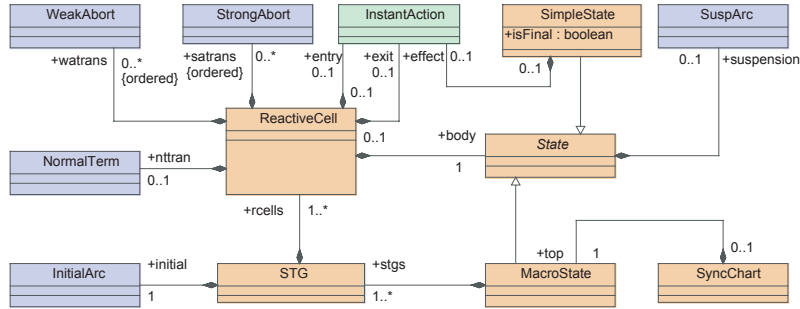 WeakAbort
StrongAbort
InstantAction
SimpleState
+isFinal : boolean
SuspArc
+watrans
0..*
{ordered}
+satrans
{ordered}
0..*
+entry
0..1
+exit
0..1
+effect
0..1
0..1
0..1
+suspension
0..1
ReactiveCell
0..1
+body
1
State
NormalTerm
+nttran
0..1
+rcells
1..*
InitialArc
+initial
1
STG
+stgs
1..*
+top
1
MacroState
0..1
SyncChart